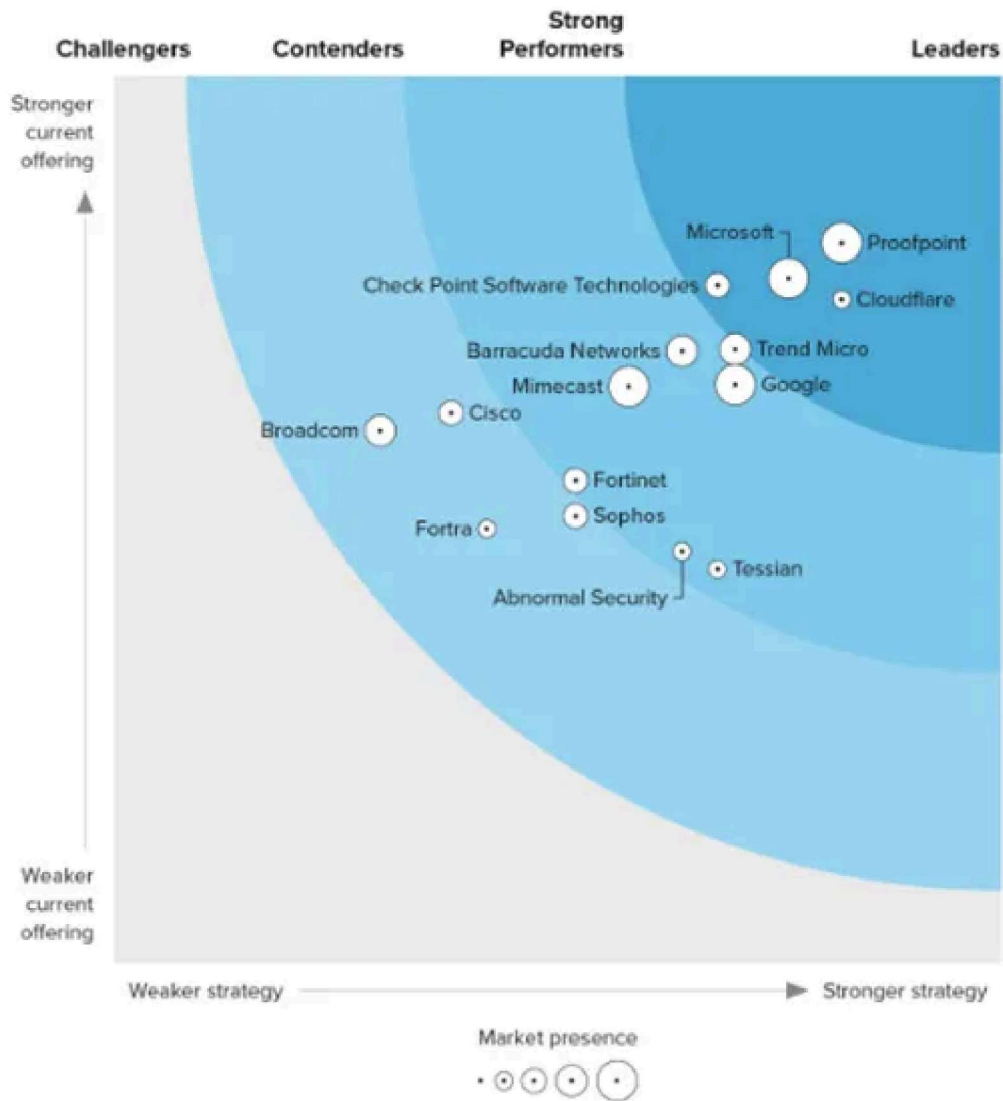 Challengers
Contenders
Strong
Performers
Leaders
Stronger
current
offering
Microsoft
Proofpoint
Check Point Software Technologies
Cloudflare
Barracuda Networks
Trend Micro
Mimecast
Google
Cisco
Broadcom
Fortinet
Sophos
Fortra
Tessian
Abnormal Security
Weaker
current
offering
Weaker strategy
Stronger strategy
Market presence